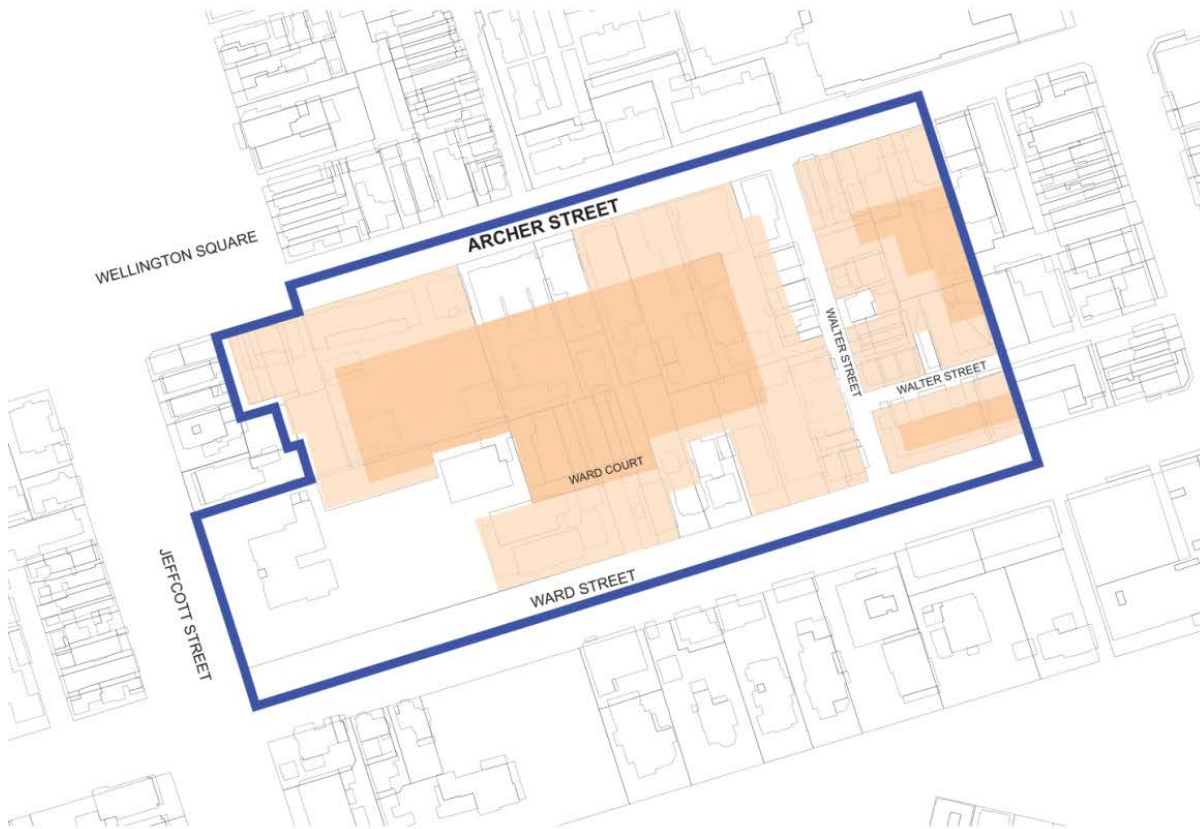 ARCHER STREET
WELLINGTON SQUARE
WALTER STREET
WALTER STREET
WARD COURT
WARD STREET
JEFFCOTT STREET